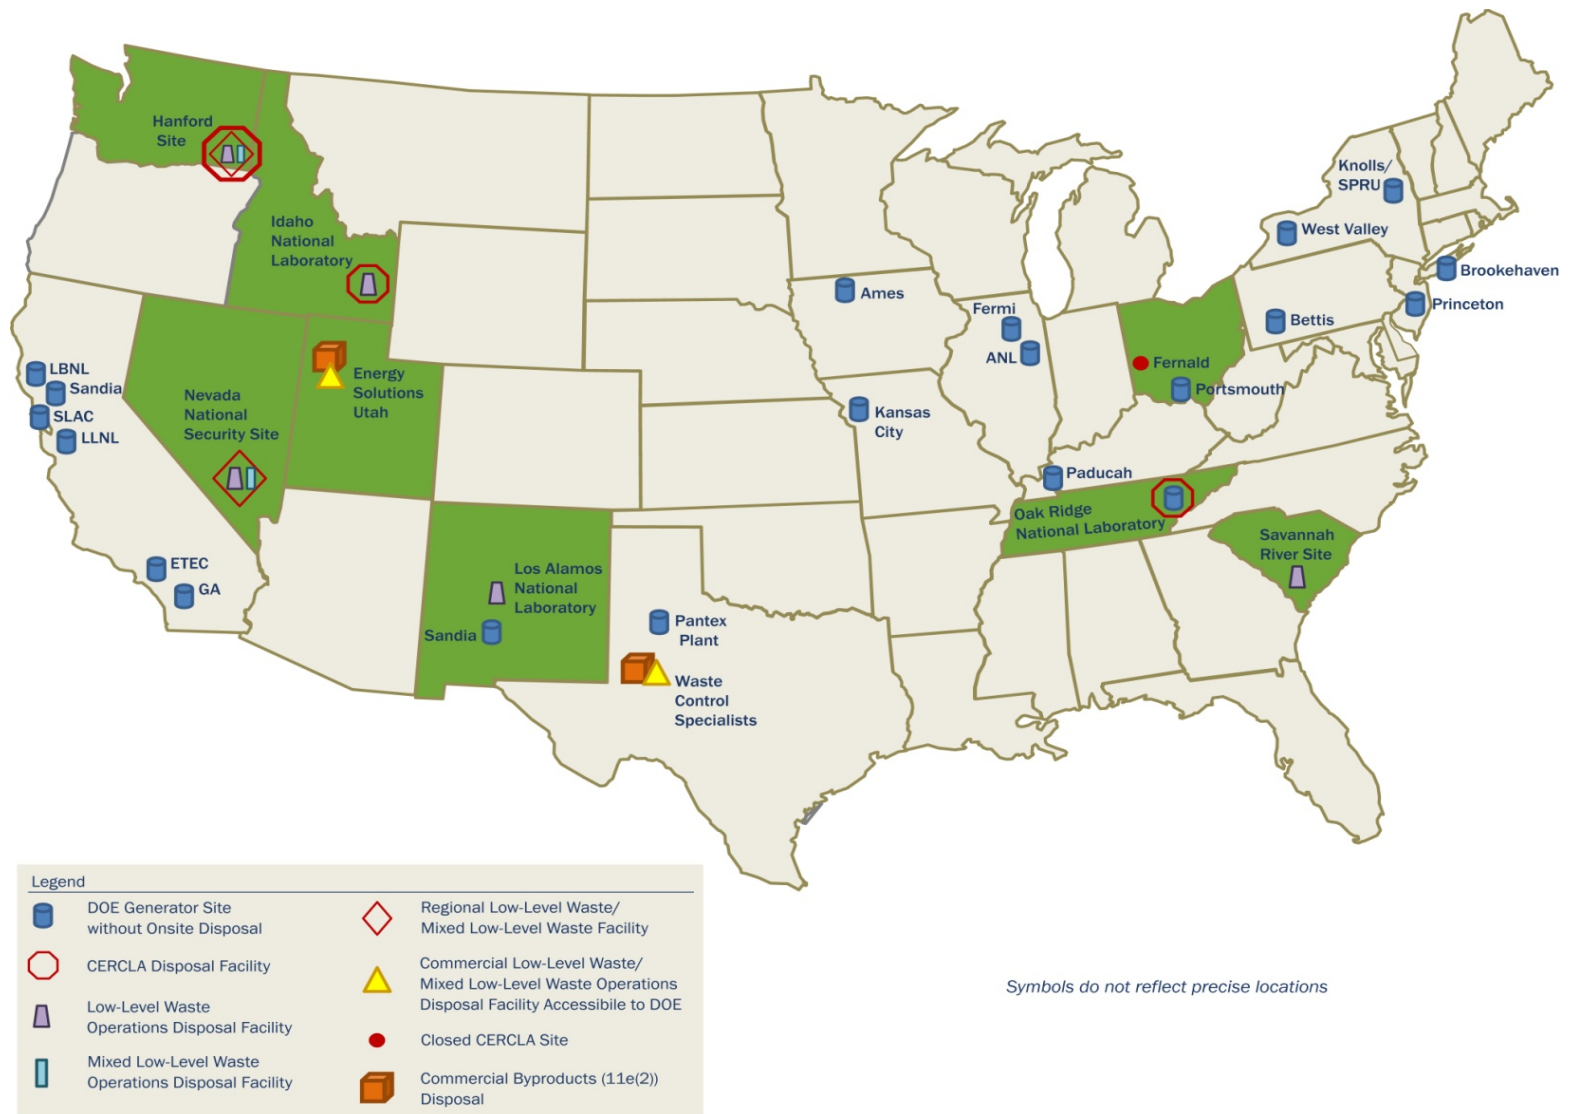 Hanford
Site
Idaho
National
Laboratory
Nevada
National
Security Site
Energy
Solutions
Utah
LBNL
Sandia
SLAC
LLNL
ETEC
GA
Los Alamos
National
Laboratory
Sandia
Pantex
Plant
Waste
Control
Specialists
Ames
Kansas
City
Fermi
ANL
Paducah
Oak Ridge
National Laboratory
Fernald
Portsmouth
Savannah
River Site
Knolls/
SPRU
West Valley
Brookehaven
Princeton
Bettis
Legend
DOE Generator Site
without Onsite Disposal
CERCLA Disposal Facility
Low-Level Waste
Operations Disposal Facility
Mixed Low-Level Waste
Operations Disposal Facility
Regional Low-Level Waste/
Mixed Low-Level Waste Facility
Commercial Low-Level Waste/
Mixed Low-Level Waste Operations
Disposal Facility Accessibile to DOE
Closed CERCLA Site
Commercial Byproducts (11e(2))
Disposal
Symbols do not reflect precise locations